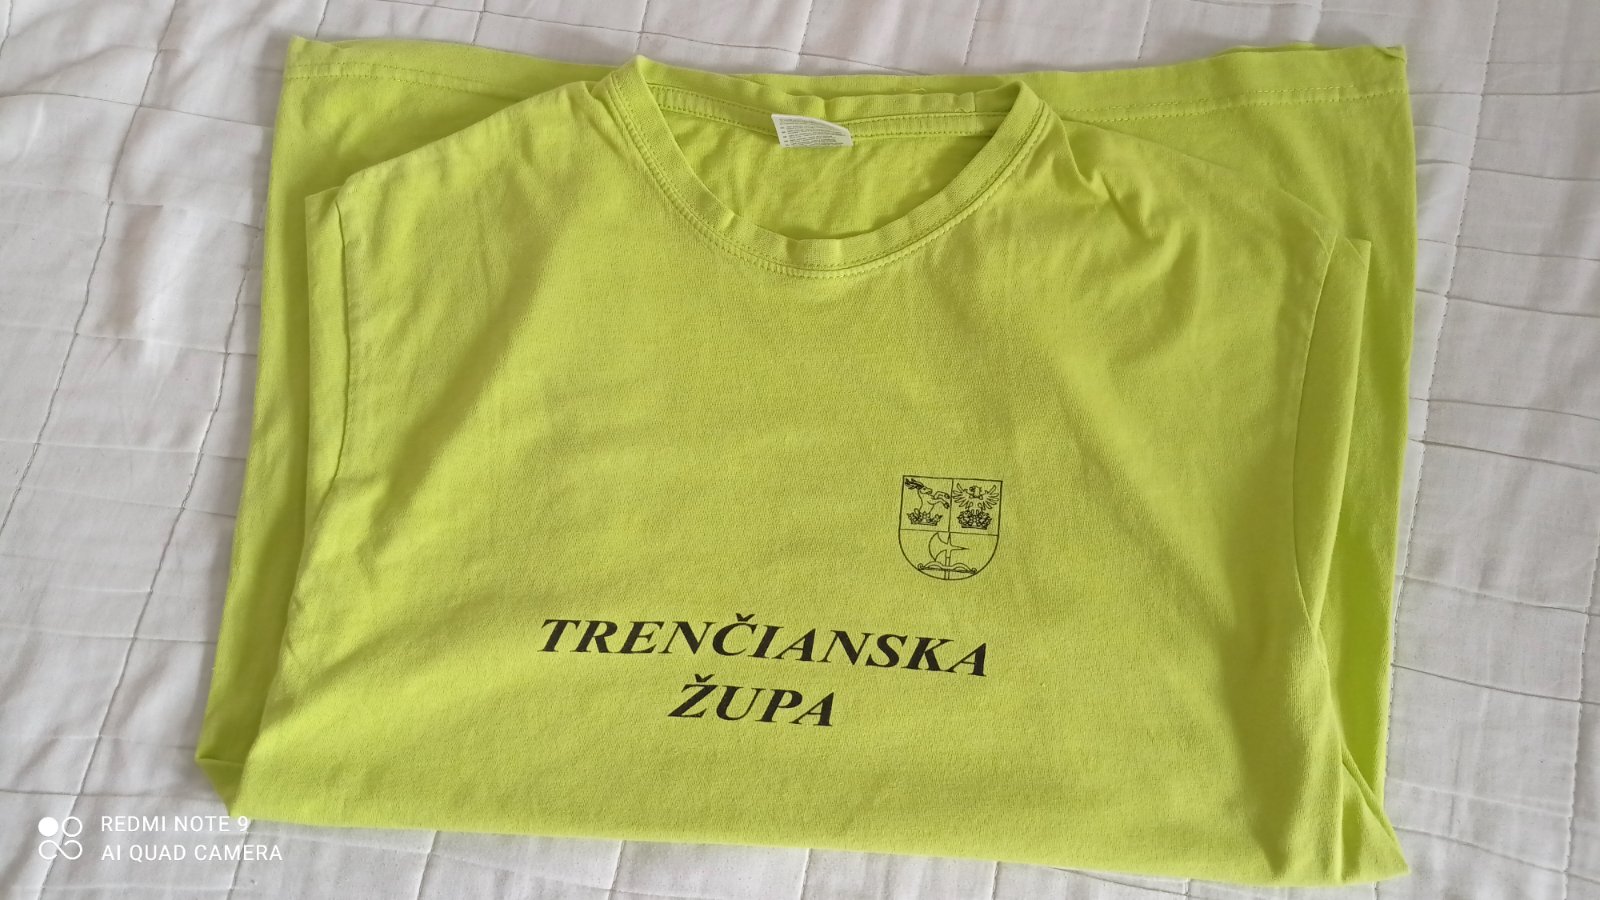 TRENČIANSKA
ŽUPA
REDMI NOTE 9
AI QUAD CAMERA